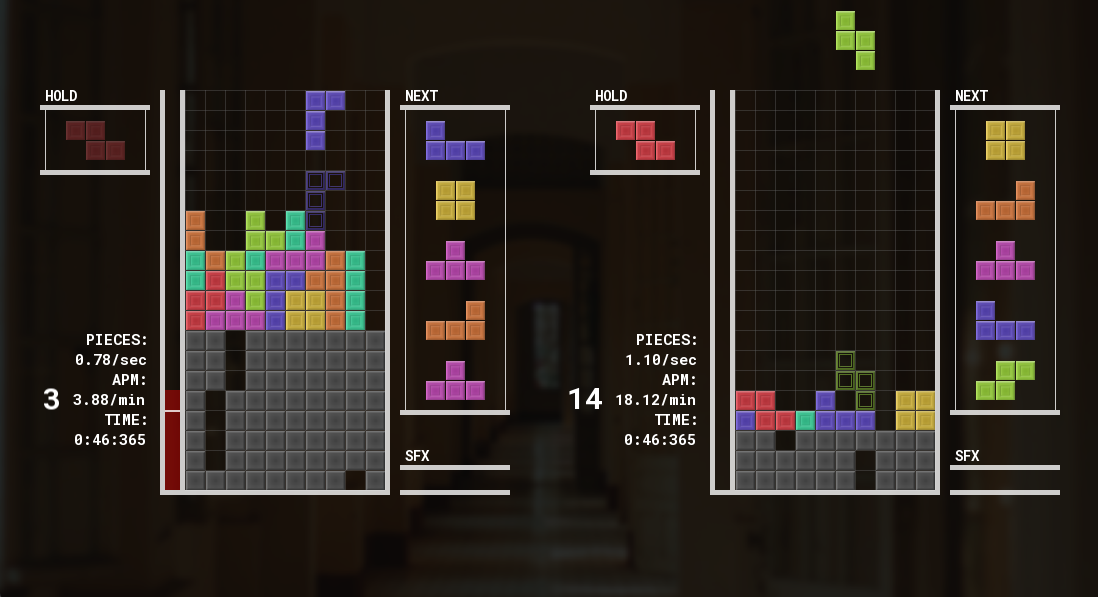 HOLD
NEXT
PIECES:
0.78/sec
APM:
3 3.88/min
TIME:
0:46:365
SFX
HOLD
NEXT
PIECES:
1.10/sec
APM:
14 18.12/min
TIME:
0:46:365
SFX